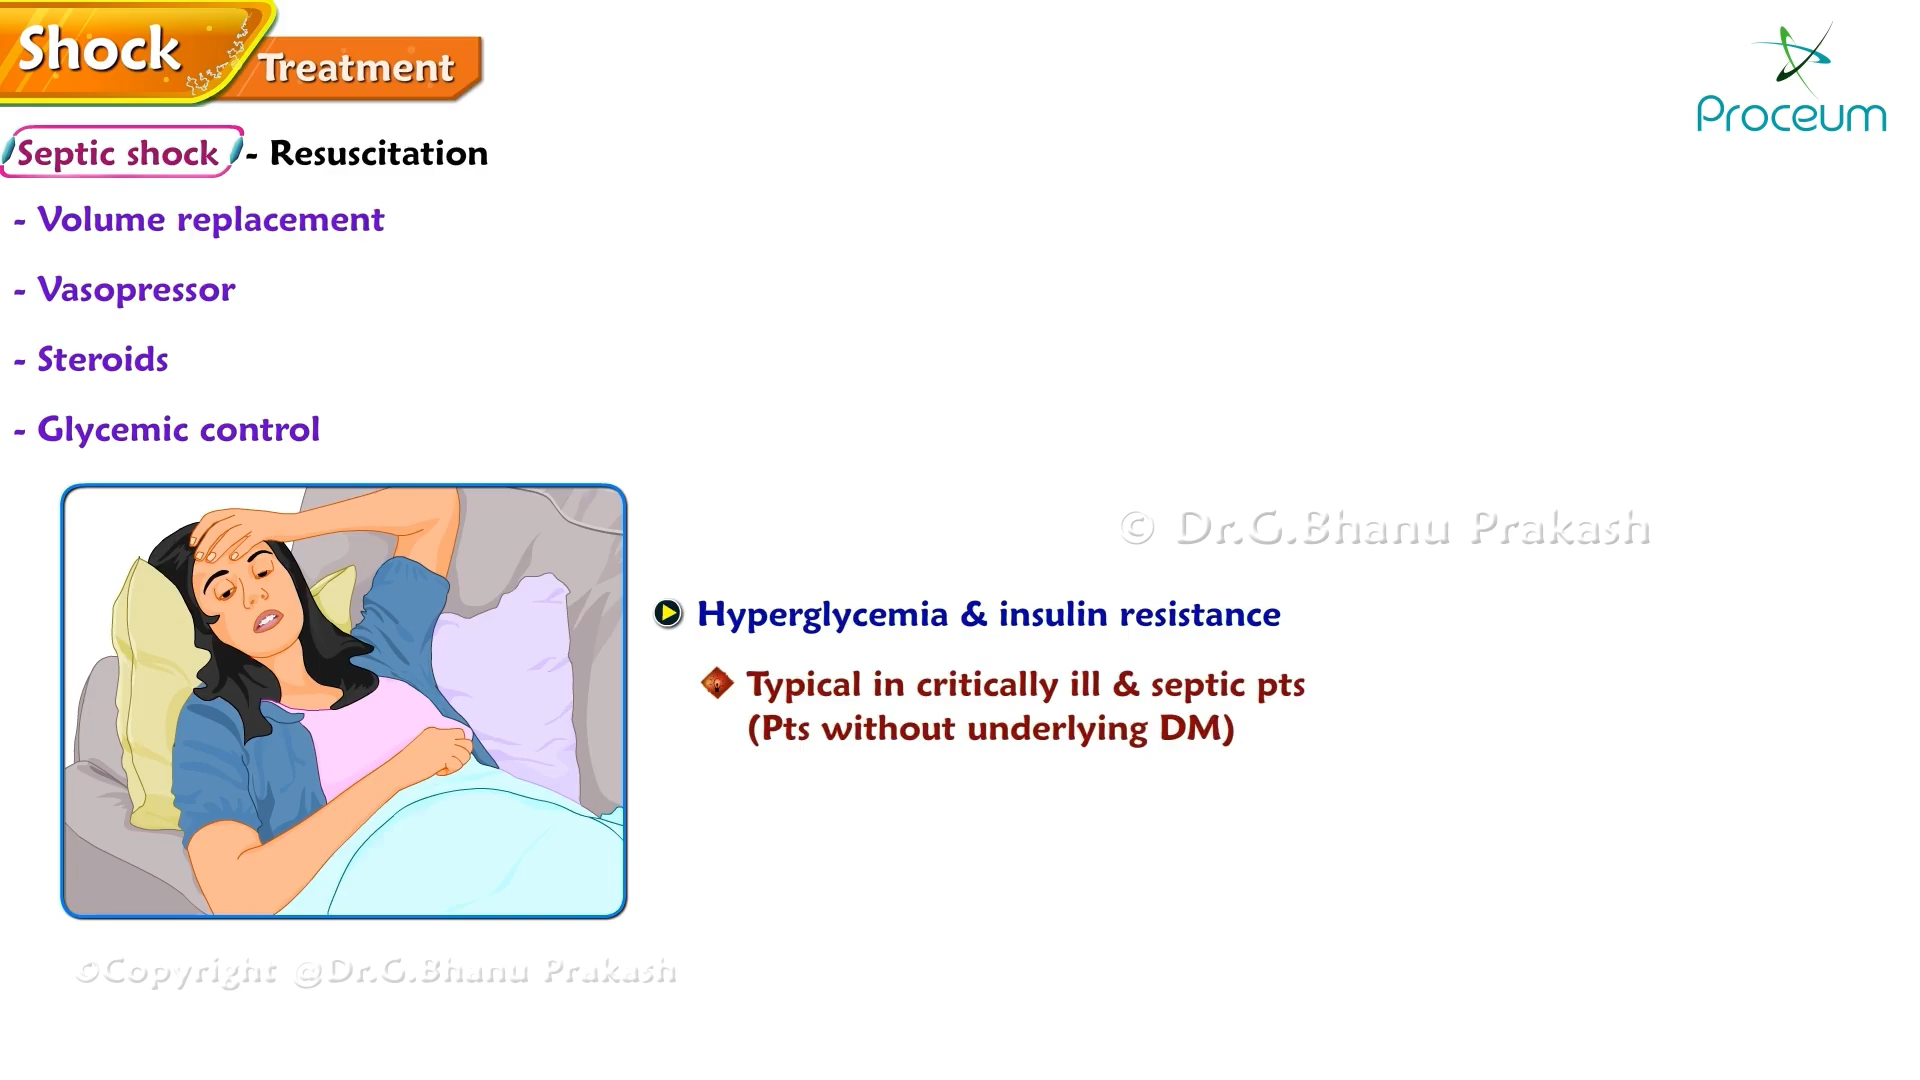 Shock
Treatment
Proceum
Septic shock - Resuscitation
- Volume replacement
- Vasopressor
- Steroids
- Glycemic control
© Dr.G.Bhanu Prakash
Hyperglycemia & insulin resistance
Typical in critically ill & septic pts
(Pts without underlying DM)
©Copyright @Dr.G.Bhanu Prakash